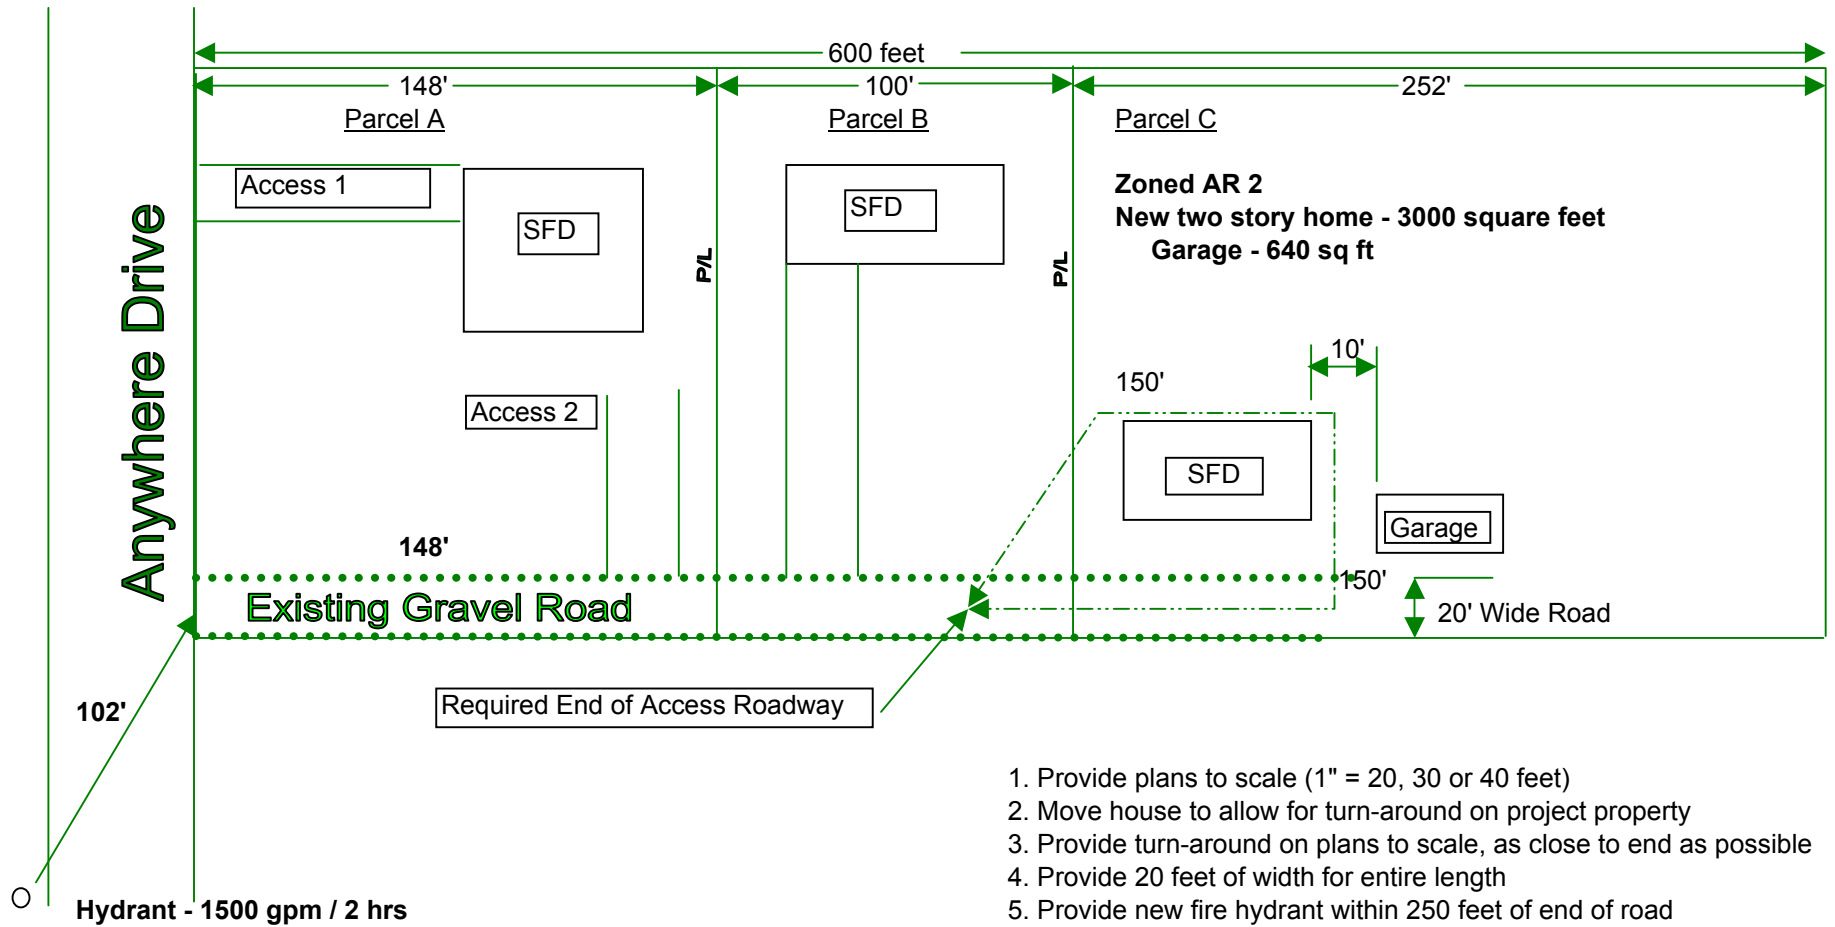 600 feet
148'
100'
252'
Parcel A
Parcel B
Parcel C
Access 1
SFD
SFD
Zoned AR 2
New two story home - 3000 square feet
Garage - 640 sq ft
P/L
P/L
Anywhere Drive
10'
150'
Access 2
SFD
Garage
148'
150'
Existing Gravel Road
20' Wide Road
Required End of Access Roadway
102'
1. Provide plans to scale (1" = 20, 30 or 40 feet)
2. Move house to allow for turn-around on project property
3. Provide turn-around on plans to scale, as close to end as possible
4. Provide 20 feet of width for entire length
5. Provide new fire hydrant within 250 feet of end of road
Hydrant - 1500 gpm / 2 hrs